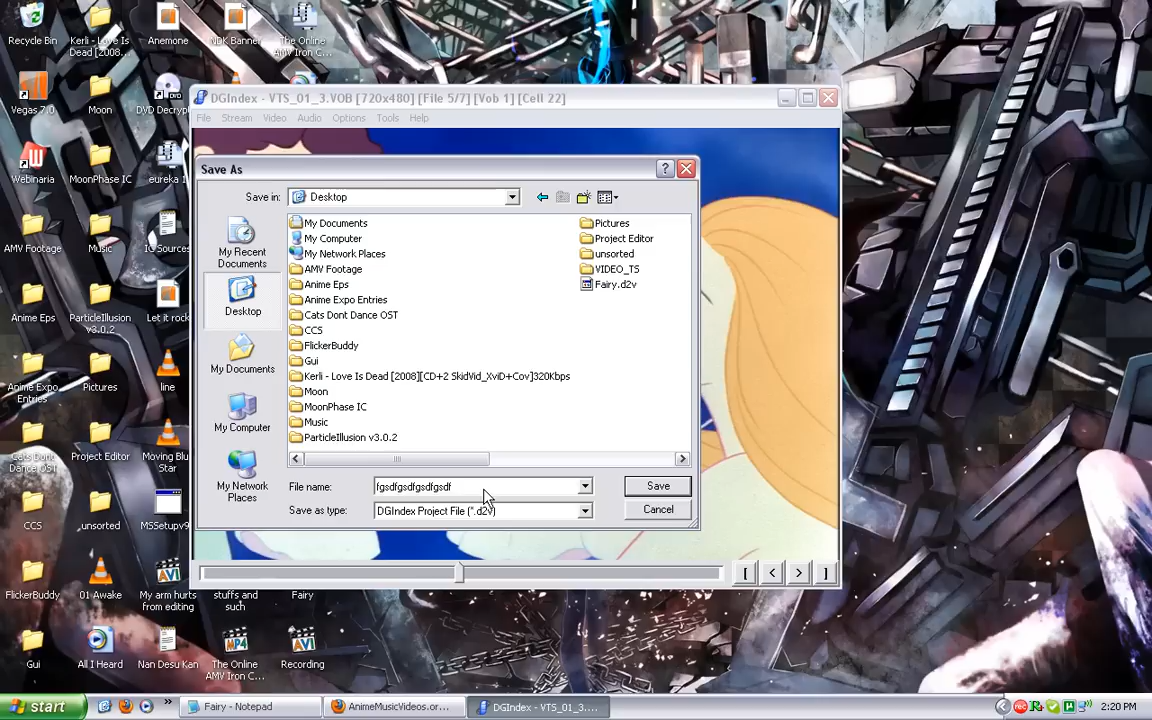 Recycle Bin
Kerli - Love Is
Dead [2008...
Anemone
NDK Banner
The Online
AMV Iron C...
Vegas 7.0
Moon
DVD Decryp
Webinaria
MoonPhase IC
eureka
AMV Footage
Music
IC Sources
Anime Eps
ParticleIllusion
v3.0.2
Let it rock
Anime Expo
Entries
Pictures
line
Cats Dont
Dance OST
Project Editor
Moving Blu
Star
CCS
unsorted
MSSetupv9
FlickerBuddy
01 Awake
My arm hurts
from editing
stuffs and
such
Fairy
Gui
All I Heard
Nan Desu Kan
The Online
AMV Iron C...
Recording
DGIndex - VTS_01_3.VOB [720x480] [File 5/7] [Vob 1] [Cell 22]
File Stream Video Audio Options Tools Help
Save As
Save in: Desktop
My Recent
Documents
Desktop
My Documents
My Computer
My Network
Places
My Documents
My Computer
My Network Places
AMV Footage
Anime Eps
Anime Expo Entries
Cats Dont Dance OST
CCS
FlickerBuddy
Gui
Kerli - Love Is Dead [2008][CD+2 SkidVid_XviD+Cov]320Kbps
Moon
MoonPhase IC
Music
ParticleIllusion v3.0.2
Pictures
Project Editor
unsorted
VIDEO_TS
Fairy.d2v
File name: fgsdfgsdfgsdfgsdf Save
Save as type: DGIndex Project File (*.d2v) Cancel
[ < > ]
start
Fairy - Notepad
AnimeMusicVideos.or...
DGIndex - VTS_01_3....
2:20 PM